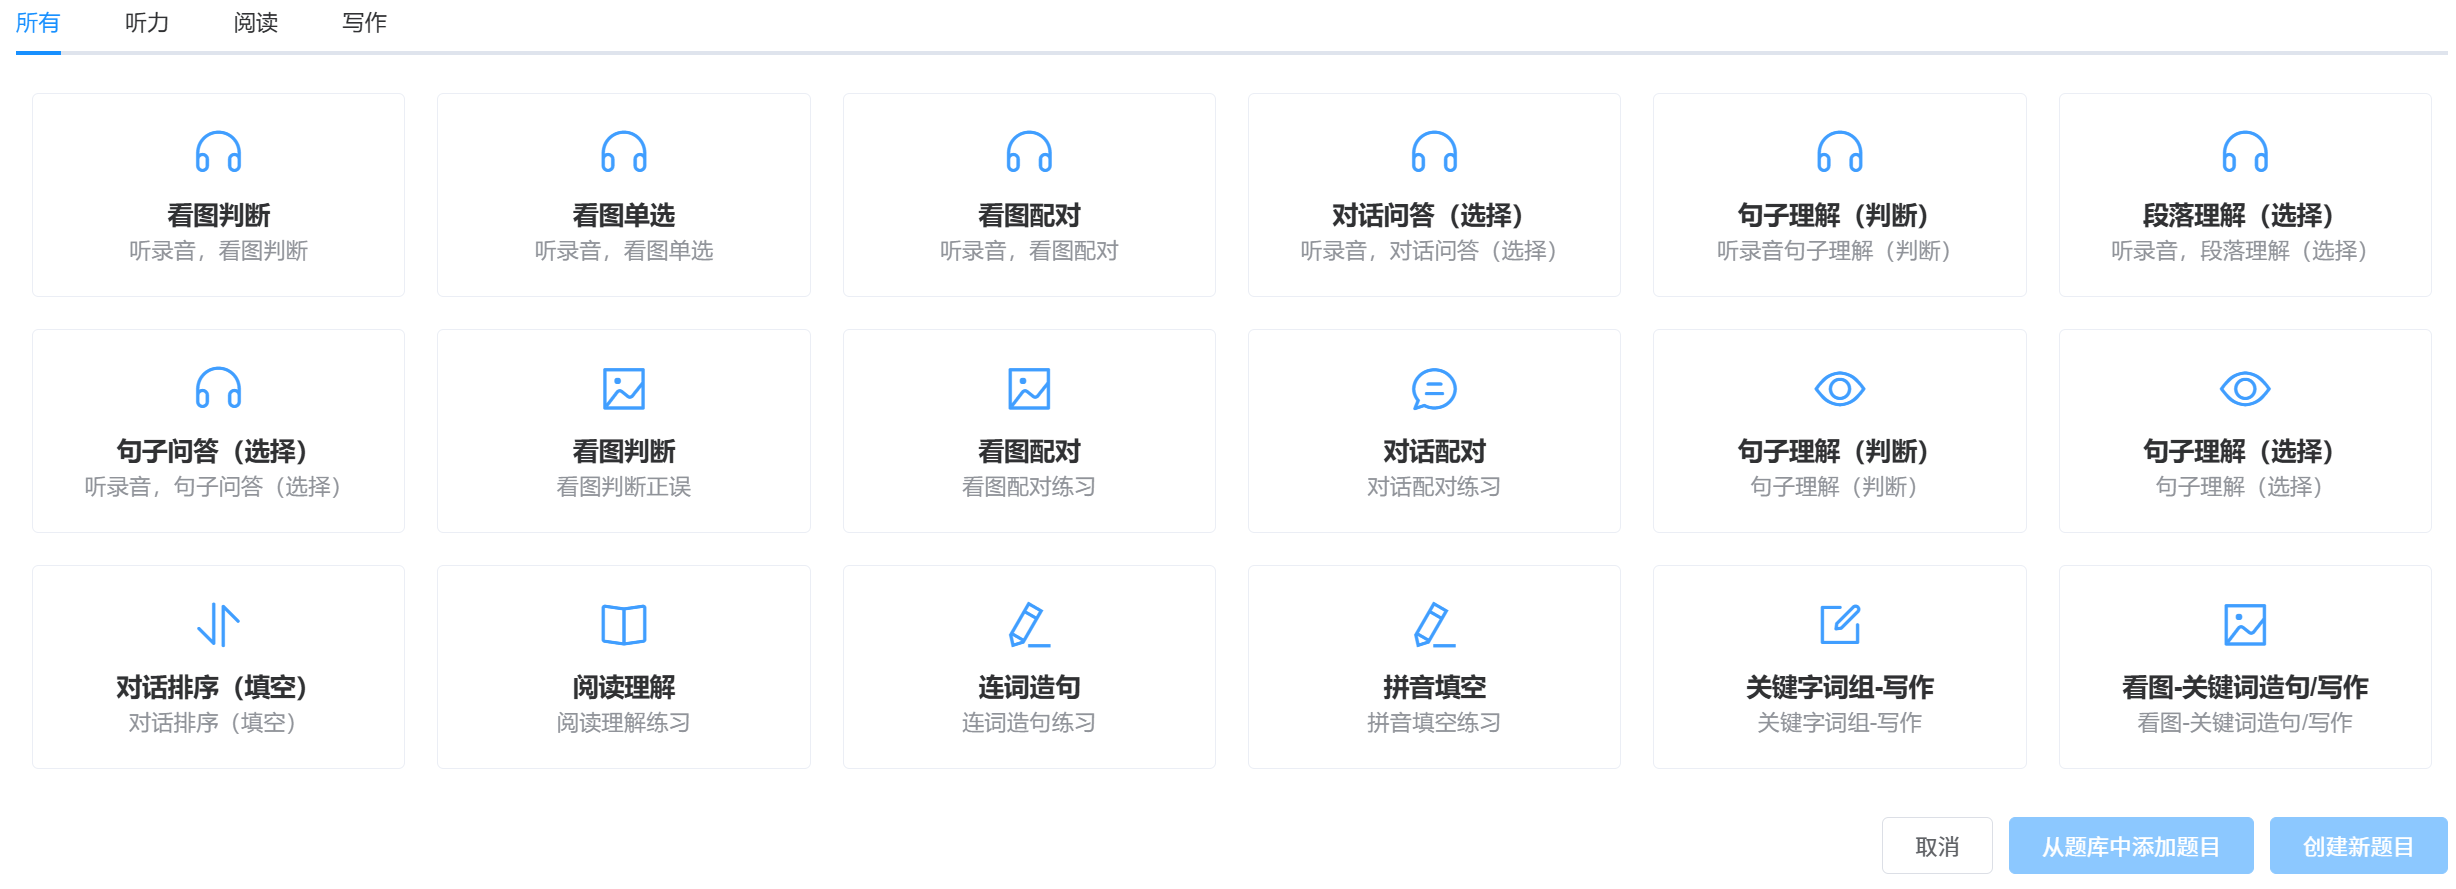 所有 听力 阅读 写作
看图判断 看图单选 看图配对 对话问答（选择） 句子理解（判断） 段落理解（选择）
听录音，看图判断 听录音，看图单选 听录音，看图配对 听录音，对话问答（选择） 听录音句子理解（判断） 听录音，段落理解（选择）
句子问答（选择） 看图判断 看图配对 对话配对 句子理解（判断） 句子理解（选择）
听录音，句子问答（选择） 看图判断正误 看图配对练习 对话配对练习 句子理解（判断） 句子理解（选择）
对话排序（填空） 阅读理解 连词造句 拼音填空 关键字词组-写作 看图-关键词造句/写作
对话排序（填空） 阅读理解练习 连词造句练习 拼音填空练习 关键字词组-写作 看图-关键词造句/写作
取消 从题库中添加题目 创建新题目